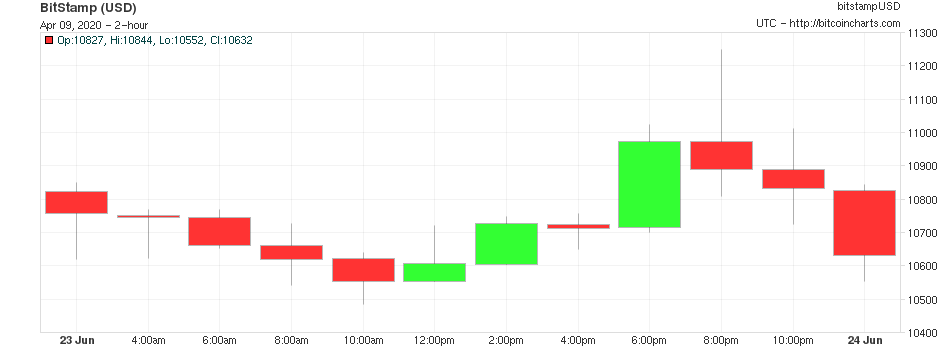 BitStamp (USD)
bitstampUSD
Apr 09, 2020 - 2-hour
UTC - http://bitcoincharts.com
Op:10827, Hi:10844, Lo:10552, Cl:10632
11300
11200
11100
11000
10900
10800
10700
10600
10500
10400
23 Jun 4:00am 6:00am 8:00am 10:00am 12:00pm 2:00pm 4:00pm 6:00pm 8:00pm 10:00pm 24 Jun